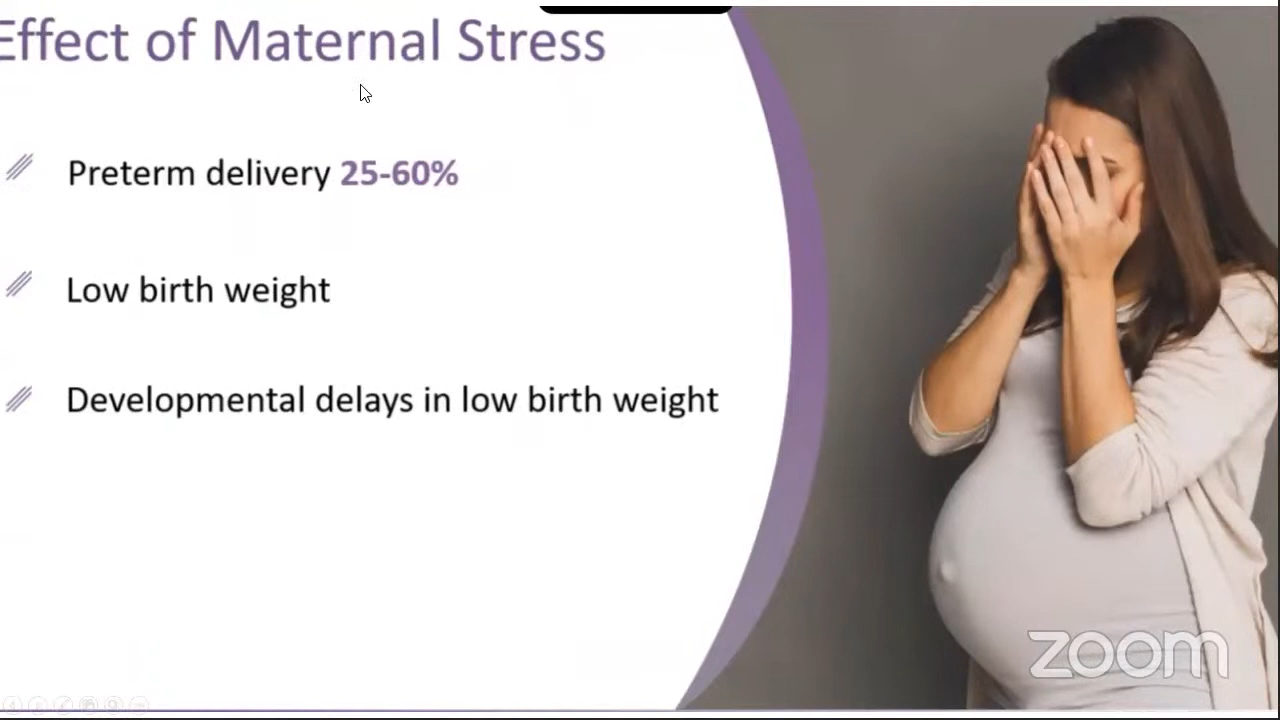 Effect of Maternal Stress
Preterm delivery 25-60%
Low birth weight
Developmental delays in low birth weight
zoom